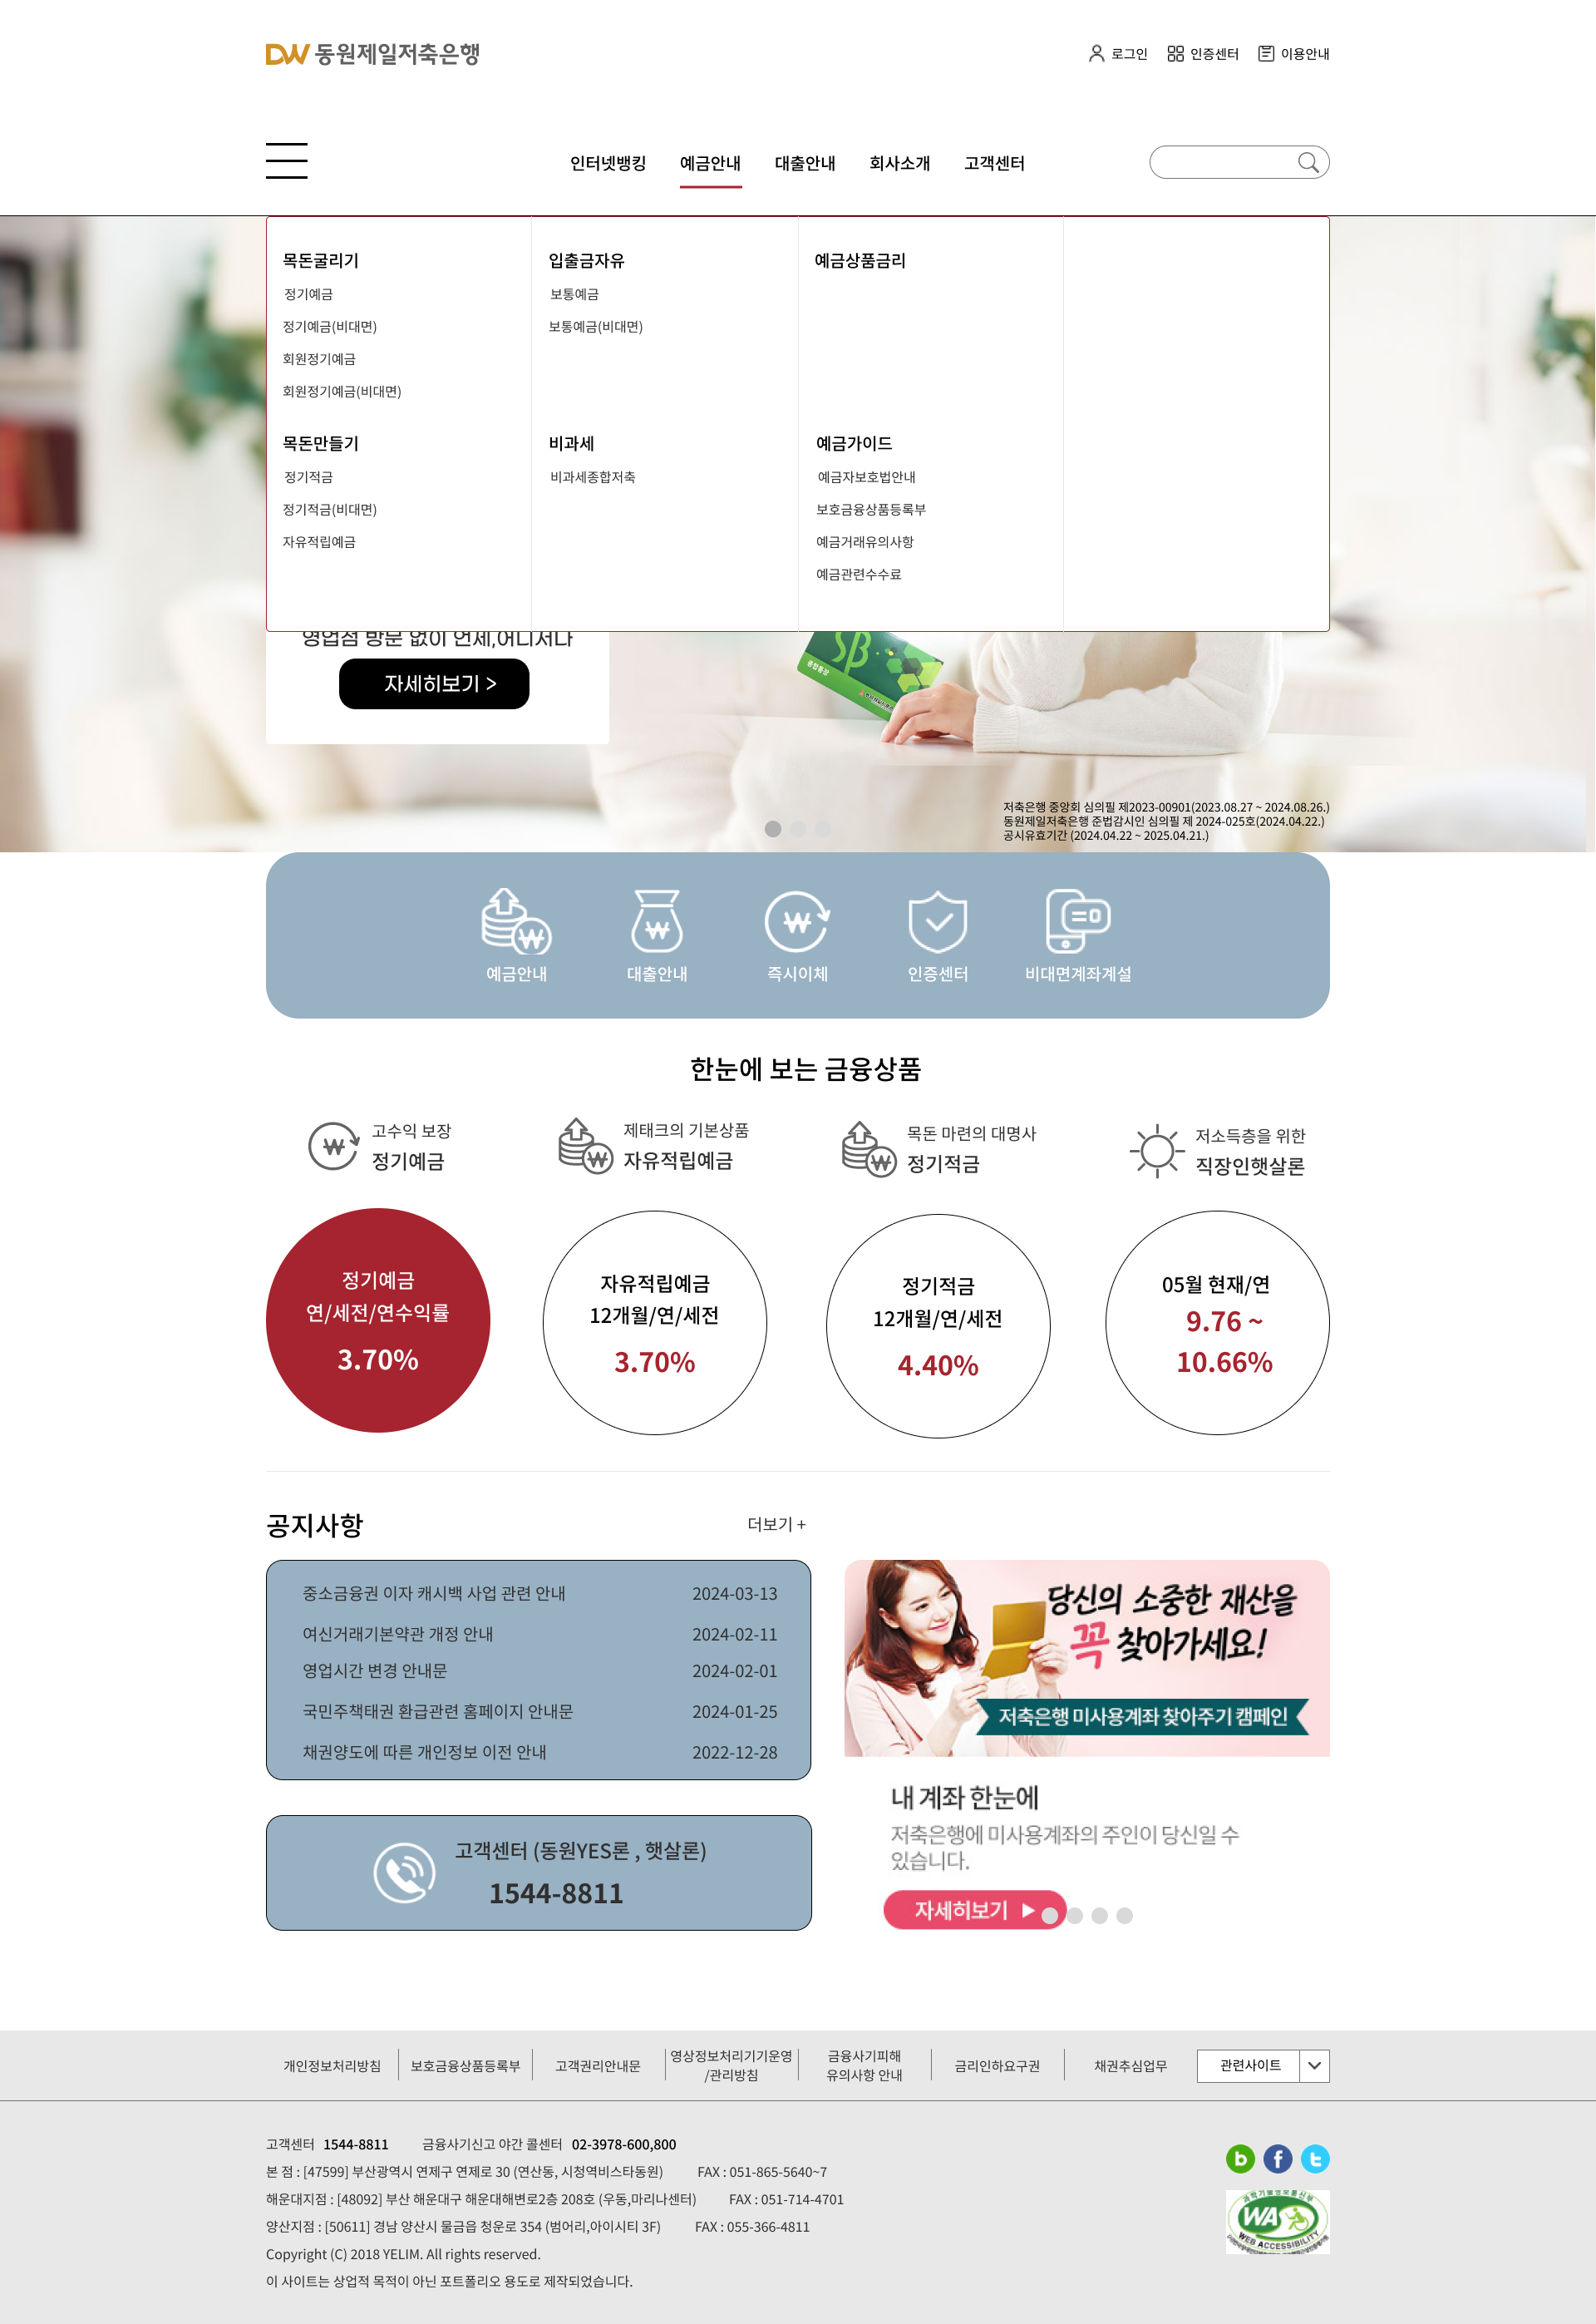 DW 동원제일저축은행
로그인 인증센터 이용안내
인터넷뱅킹 예금안내 대출안내 회사소개 고객센터
목돈굴리기
정기예금
정기예금(비대면)
회원정기예금
회원정기예금(비대면)
입출금자유
보통예금
보통예금(비대면)
예금상품금리
목돈만들기
정기적금
정기적금(비대면)
자유적립예금
비과세
비과세종합저축
예금가이드
예금자보호법안내
보호금융상품등록부
예금거래유의사항
예금관련수수료
영업점 방문 없이 언제,어디서나
자세히보기 >
종합통장
저축은행 중앙회 심의필 제2023-00901(2023.08.27 ~ 2024.08.26.)
동원제일저축은행 준법감시인 심의필 제 2024-025호(2024.04.22.)
공시유효기간 (2024.04.22 ~ 2025.04.21.)
예금안내 대출안내 즉시이체 인증센터 비대면계좌계설
한눈에 보는 금융상품
고수익 보장
정기예금
제태크의 기본상품
자유적립예금
목돈 마련의 대명사
정기적금
저소득층을 위한
직장인햇살론
정기예금
연/세전/연수익률
3.70%
자유적립예금
12개월/연/세전
3.70%
정기적금
12개월/연/세전
4.40%
05월 현재/연
9.76 ~
10.66%
공지사항 더보기 +
중소금융권 이자 캐시백 사업 관련 안내 2024-03-13
여신거래기본약관 개정 안내 2024-02-11
영업시간 변경 안내문 2024-02-01
국민주책태권 환급관련 홈페이지 안내문 2024-01-25
채권양도에 따른 개인정보 이전 안내 2022-12-28
고객센터 (동원YES론 , 햇살론)
1544-8811
당신의 소중한 재산을
꼭 찾아가세요!
저축은행 미사용계좌 찾아주기 캠페인
내 계좌 한눈에
저축은행에 미사용계좌의 주인이 당신일 수
있습니다.
자세히보기 ▶
개인정보처리방침
보호금융상품등록부
고객권리안내문
영상정보처리기기운영
/관리방침
금융사기피해
유의사항 안내
금리인하요구권
채권추심업무
관련사이트
고객센터 1544-8811 금융사기신고 야간 콜센터 02-3978-600,800
본 점 : [47599] 부산광역시 연제구 연제로 30 (연산동, 시청역비스타동원) FAX : 051-865-5640~7
해운대지점 : [48092] 부산 해운대구 해운대해변로2층 208호 (우동,마리나센터) FAX : 051-714-4701
양산지점 : [50611] 경남 양산시 물금읍 청운로 354 (범어리,아이시티 3F) FAX : 055-366-4811
Copyright (C) 2018 YELIM. All rights reserved.
이 사이트는 상업적 목적이 아닌 포트폴리오 용도로 제작되었습니다.
b f t
과학기술정보통신부
WA
WEB ACCESSIBILITY